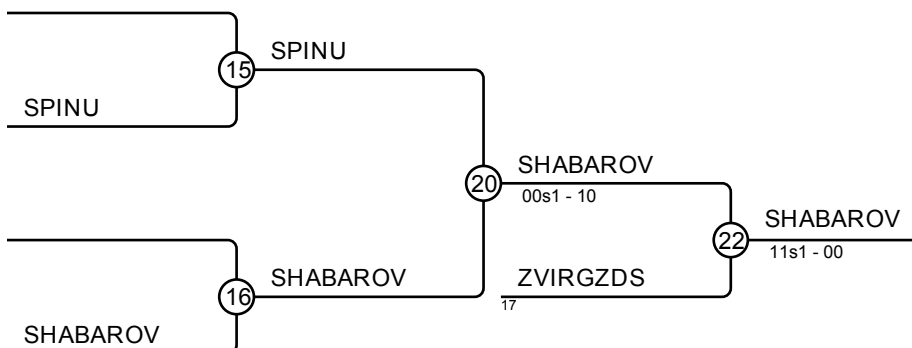 15
SPINU
SPINU
20
SHABAROV
00s1 - 10
22
SHABAROV
11s1 - 00
16
SHABAROV
ZVIRGZDS
17
SHABAROV